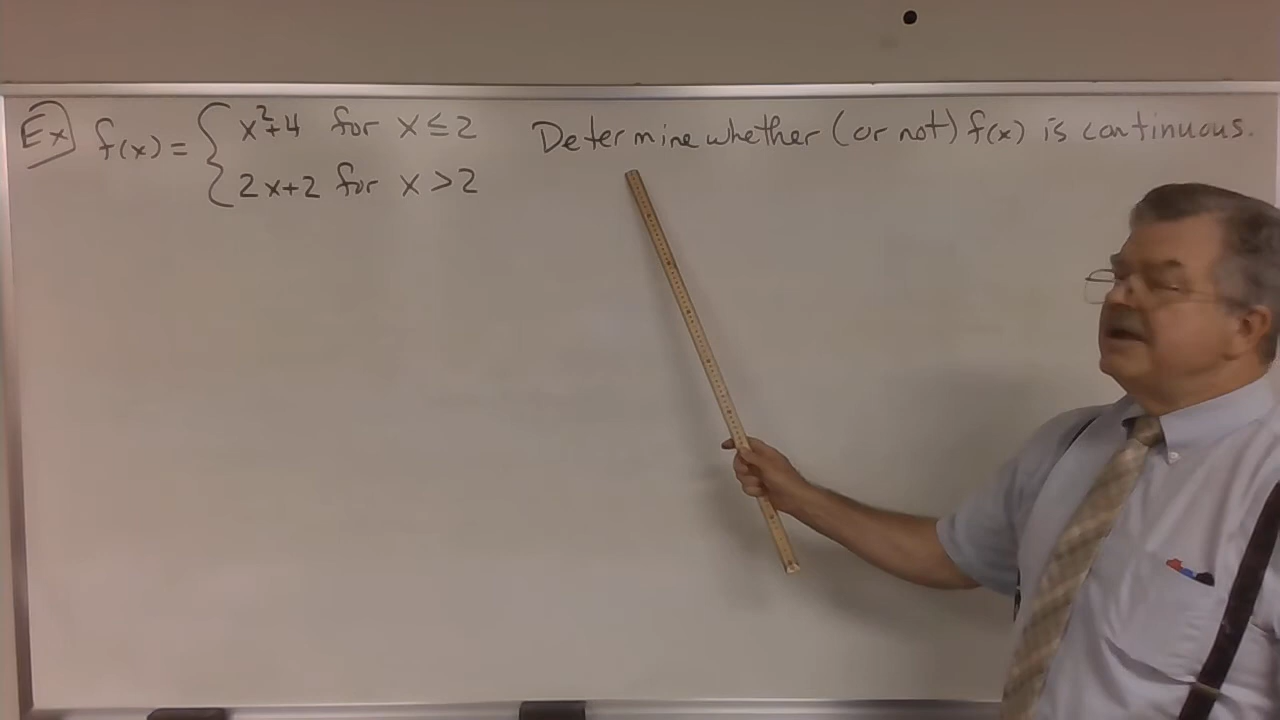 Ex f(x) = { x²+4 for x ≤ 2 Determine whether (or not) f(x) is continuous.
2x+2 for x > 2